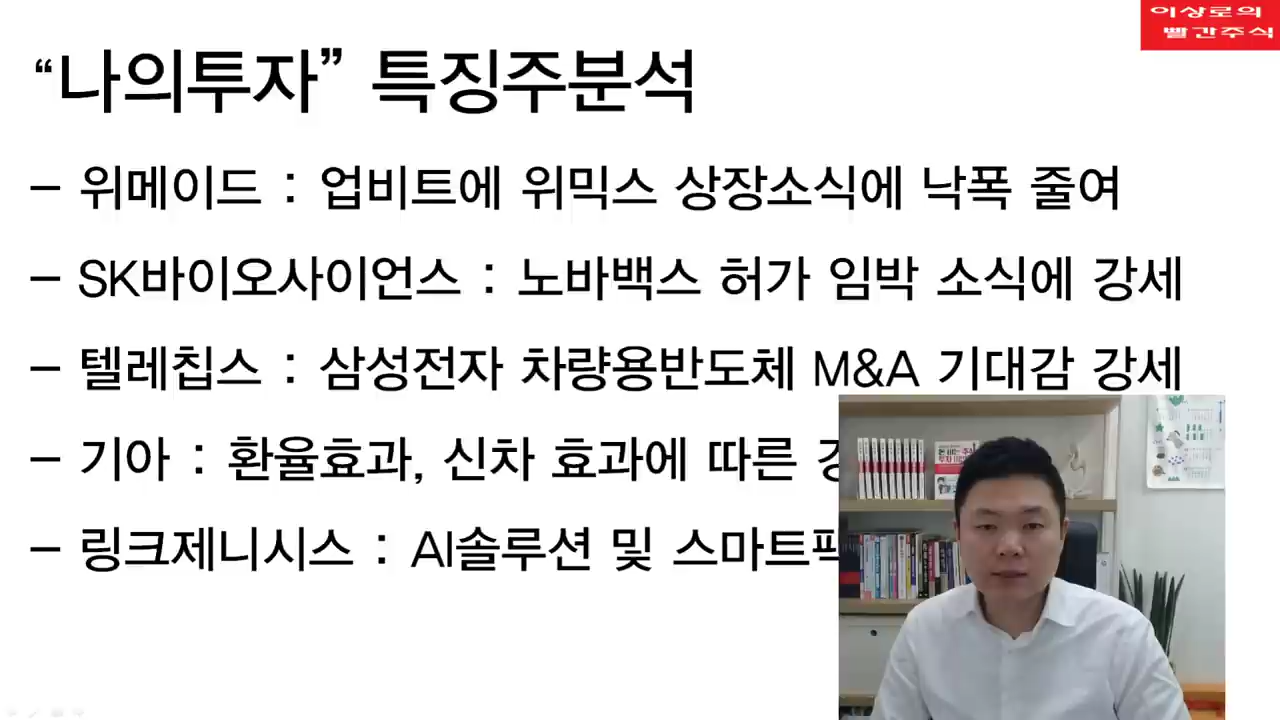 이상로의
빨간주식
“나의투자” 특징주분석
– 위메이드 : 업비트에 위믹스 상장소식에 낙폭 줄여
– SK바이오사이언스 : 노바백스 허가 임박 소식에 강세
– 텔레칩스 : 삼성전자 차량용반도체 M&A 기대감 강세
– 기아 : 환율효과, 신차 효과에 따른
– 링크제니시스 : AI솔루션 및